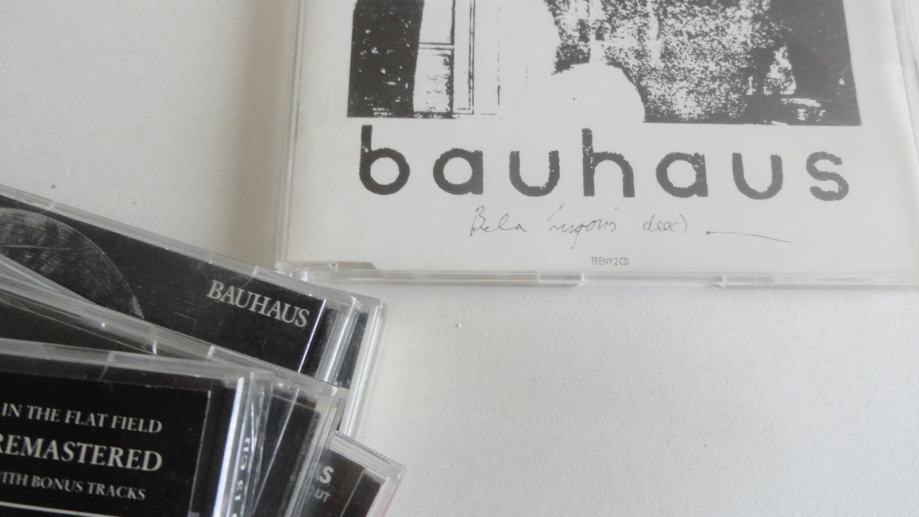 bauhaus
Bela Lugosi's dead
TEENY 2 CD
BAUHAUS
IN THE FLAT FIELD
REMASTERED
WITH BONUS TRACKS